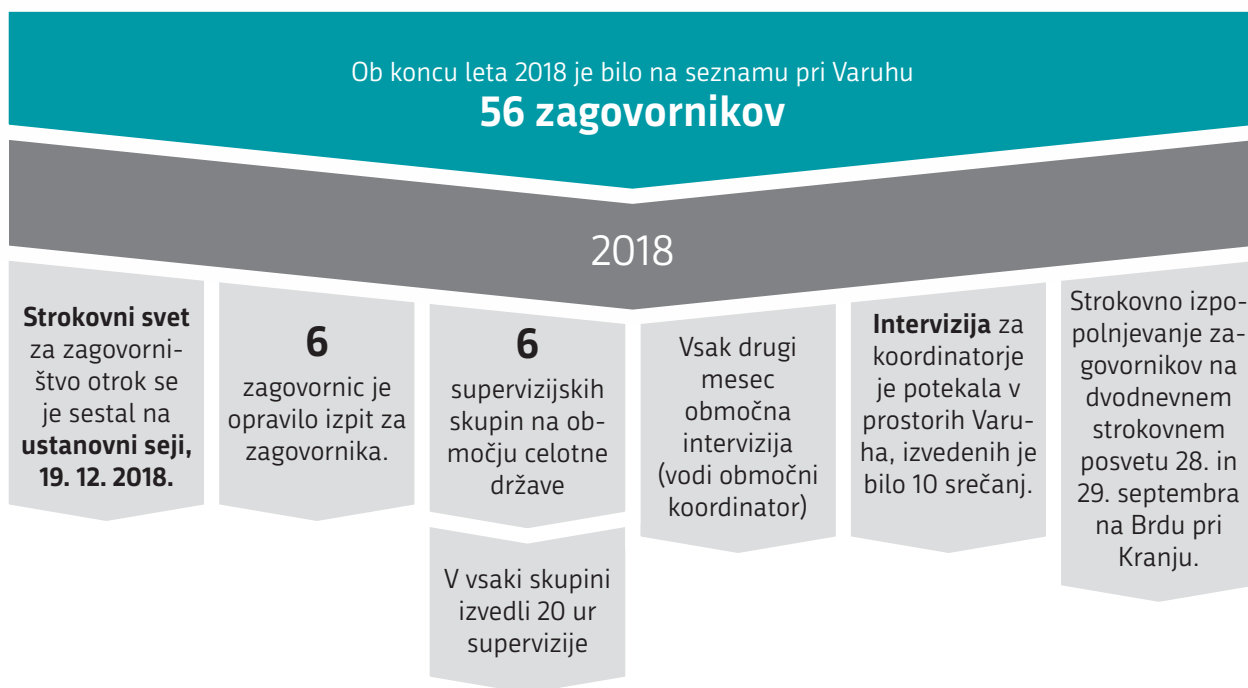 Ob koncu leta 2018 je bilo na seznamu pri Varuhu
56 zagovornikov
2018
Strokovni svet
za zagovorni-
štvo otrok se
je sestal na
ustanovni seji,
19. 12. 2018.
6
zagovornic je
opravilo izpit za
zagovornika.
6
supervizijskih
skupin na ob-
močju celotne
države
V vsaki skupini
izvedli 20 ur
supervizije
Vsak drugi
mesec
območna
intervizija
(vodi območni
koordinator)
Intervizija za
koordinatorje
je potekala v
prostorih Varu-
ha, izvedenih je
bilo 10 srečanj.
Strokovno izpo-
polnjevanje za-
govornikov na
dvodnevnem
strokovnem
posvetu 28. in
29. septembra
na Brdu pri
Kranju.